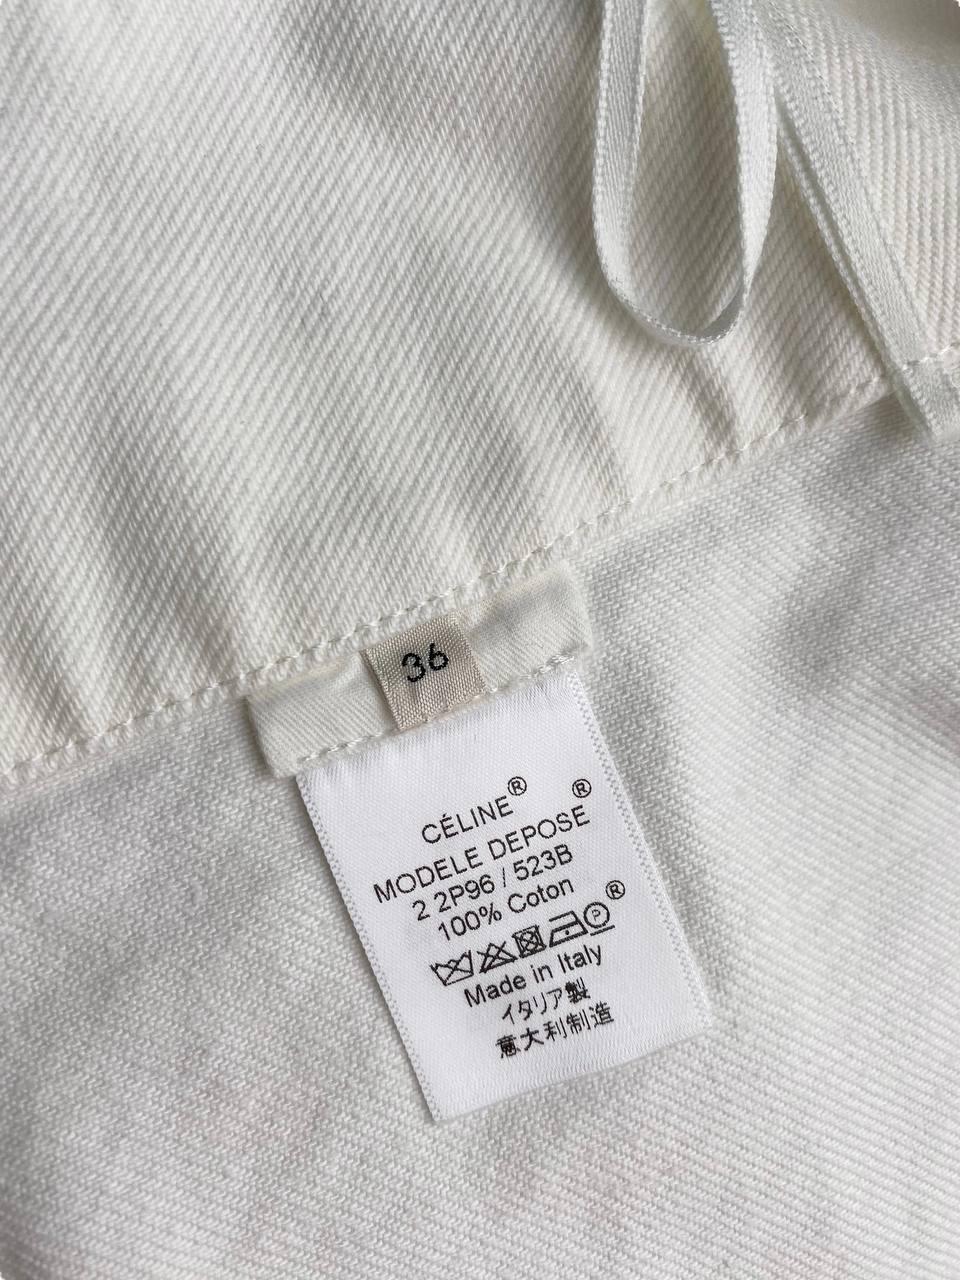 36
CÉLINE®
MODELE DEPOSE®
2 2P96 / 523B
100% Coton
P ®
Made in Italy
イタリア製
意大利制造